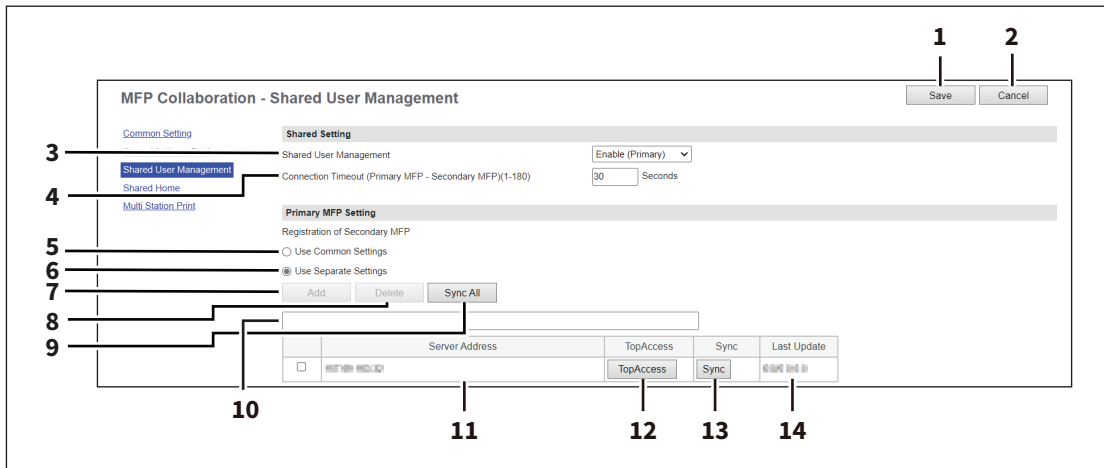 1 2
MFP Collaboration - Shared User Management Save Cancel
Common Setting Shared Setting
3 Shared User Management Enable (Primary)
Shared User Management
4 Connection Timeout (Primary MFP - Secondary MFP)(1-180) 30 Seconds
Shared Home
Multi Station Print Primary MFP Setting
Registration of Secondary MFP
5 Use Common Settings
6 Use Separate Settings
7 Add Delete Sync All
8
10
9
Server Address TopAccess Sync Last Update
TopAccess Sync
10 11 12 13 14